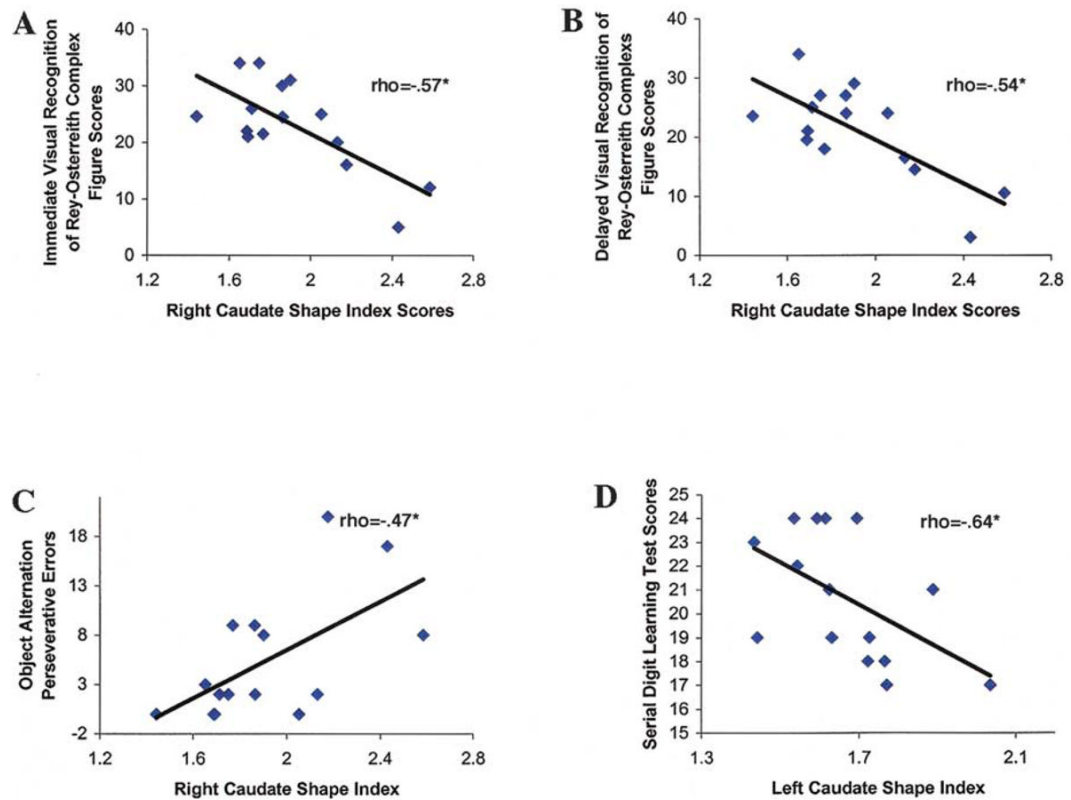 A
Immediate Visual Recognition
of Rey-Osterreith Complex
Figure Scores
40
30
20
10
0
rho=-.57*
1.2 1.6 2 2.4 2.8
Right Caudate Shape Index Scores
B
Delayed Visual Recognition of
Rey-Osterreith Complexs
Figure Scores
40
30
20
10
0
rho=-.54*
1.2 1.6 2 2.4 2.8
Right Caudate Shape Index Scores
C
Object Alternation
Perseverative Errors
18
13
8
3
-2
rho=-.47*
1.2 1.6 2 2.4 2.8
Right Caudate Shape Index
D
Serial Digit Learning Test Scores
25
24
23
22
21
20
19
18
17
16
15
rho=-.64*
1.3 1.7 2.1
Left Caudate Shape Index